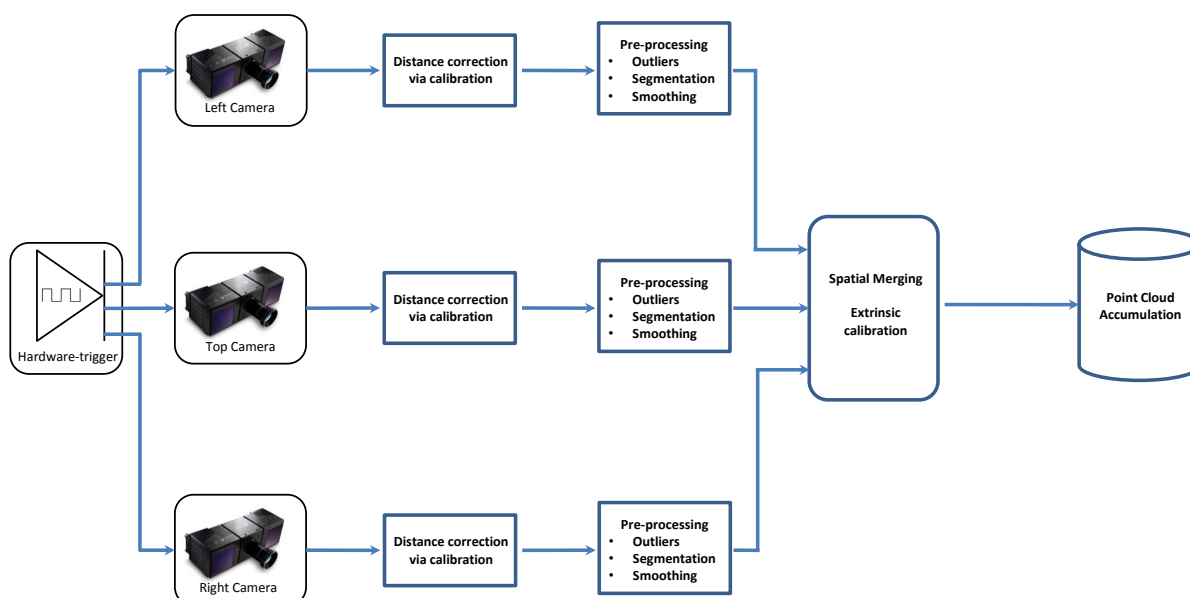 Left Camera
Distance correction
via calibration
Pre-processing
• Outliers
• Segmentation
• Smoothing
Hardware-trigger
Top Camera
Distance correction
via calibration
Pre-processing
• Outliers
• Segmentation
• Smoothing
Spatial Merging
Extrinsic
calibration
Point Cloud
Accumulation
Right Camera
Distance correction
via calibration
Pre-processing
• Outliers
• Segmentation
• Smoothing